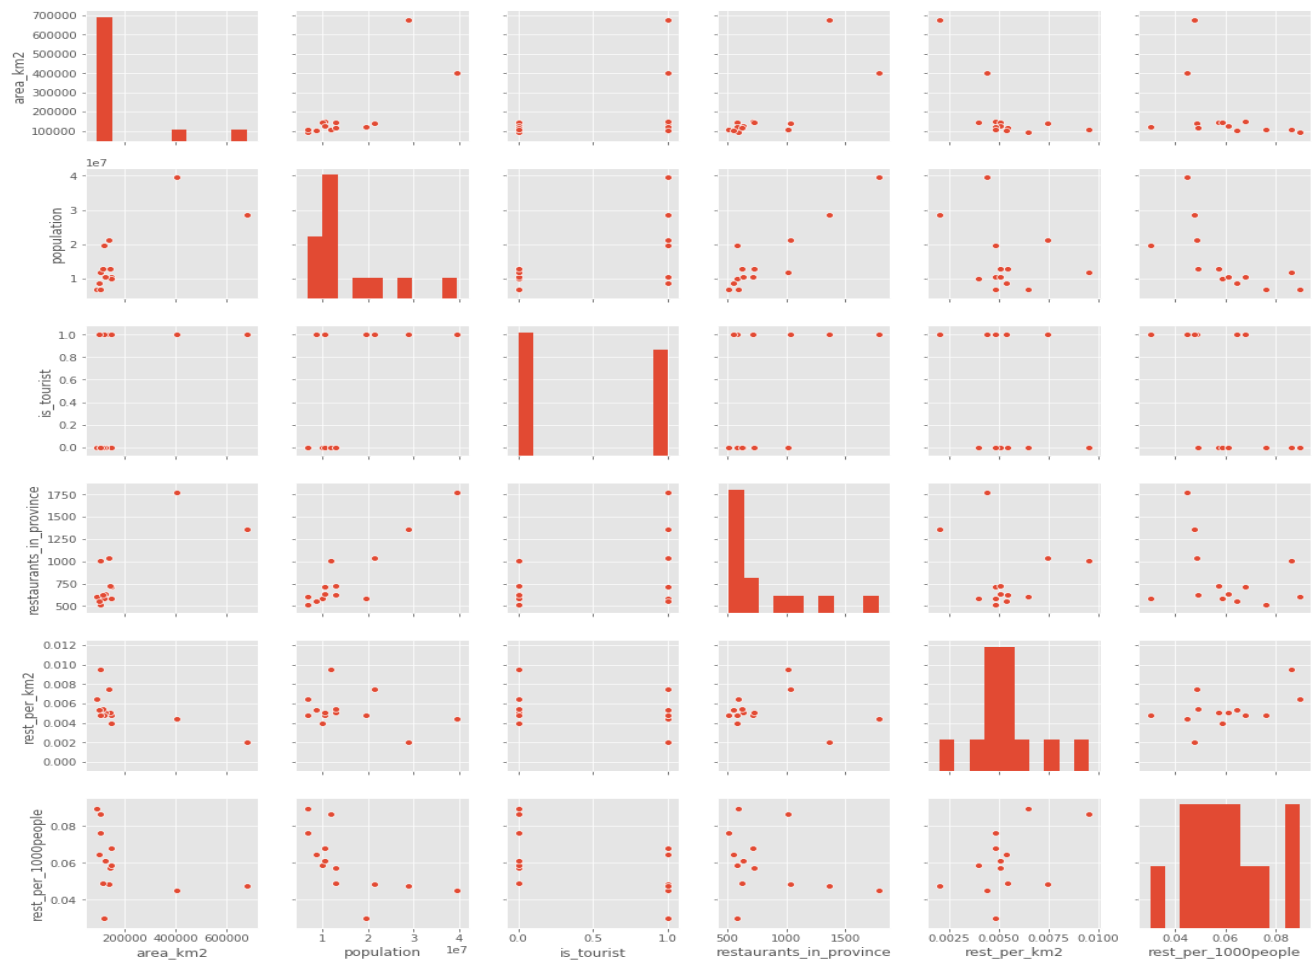 700000
600000
500000
400000
300000
200000
100000
area_km2
1e7
4
3
2
1
population
1.0
0.8
0.6
0.4
0.2
0.0
is_tourist
1750
1500
1250
1000
750
500
restaurants_in_province
0.012
0.010
0.008
0.006
0.004
0.002
0.000
rest_per_km2
0.08
0.06
0.04
rest_per_1000people
200000 400000 600000
area_km2
1 2 3 4
1e7
population
0.0 0.5 1.0
is_tourist
500 1000 1500
restaurants_in_province
0.0025 0.0050 0.0075 0.0100
rest_per_km2
0.04 0.06 0.08
rest_per_1000people